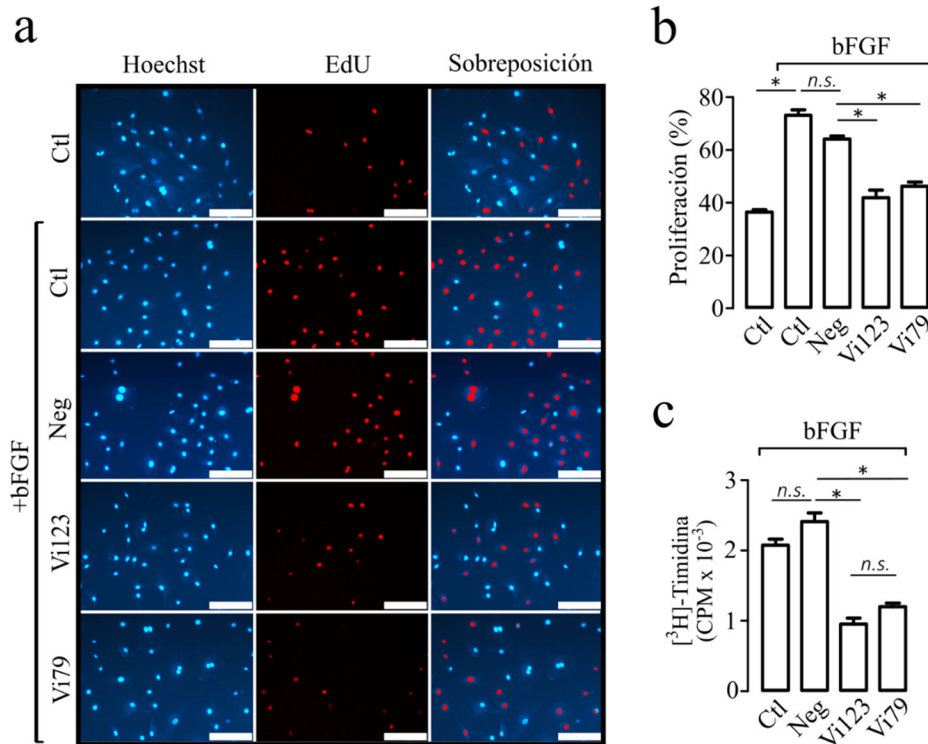 a
Hoechst EdU Sobreposición
Ctl
+bFGF
Ctl
Neg
Vi123
Vi79
b
bFGF
* n.s. * *
Proliferación (%)
80
60
40
20
0
Ctl Ctl Neg Vi123 Vi79
c
bFGF
n.s. * *
n.s.
[³H]-Timidina
(CPM x 10⁻³)
3
2
1
0
Ctl Neg Vi123 Vi79